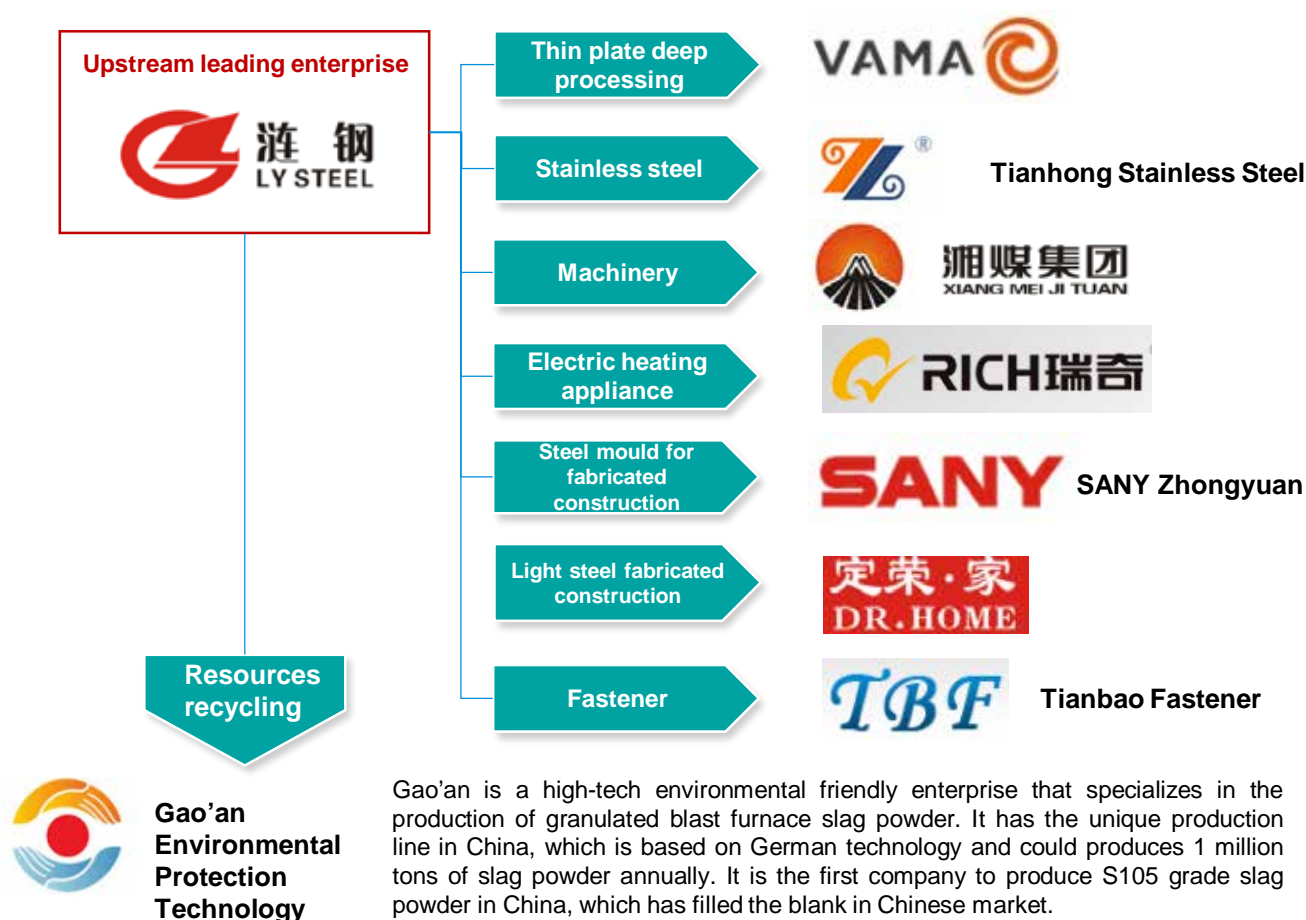 Upstream leading enterprise
涟钢
LY STEEL
Thin plate deep
processing
VAMA
Stainless steel
®
Tianhong Stainless Steel
Machinery
湘煤集团
XIANG MEI JI TUAN
Electric heating
appliance
RICH瑞奇
Steel mould for
fabricated
construction
SANY
SANY Zhongyuan
Light steel fabricated
construction
定荣·家
DR.HOME
Fastener
TBF
Tianbao Fastener
Resources
recycling
Gao’an
Environmental
Protection
Technology
Gao’an is a high-tech environmental friendly enterprise that specializes in the
production of granulated blast furnace slag powder. It has the unique production
line in China, which is based on German technology and could produces 1 million
tons of slag powder annually. It is the first company to produce S105 grade slag
powder in China, which has filled the blank in Chinese market.